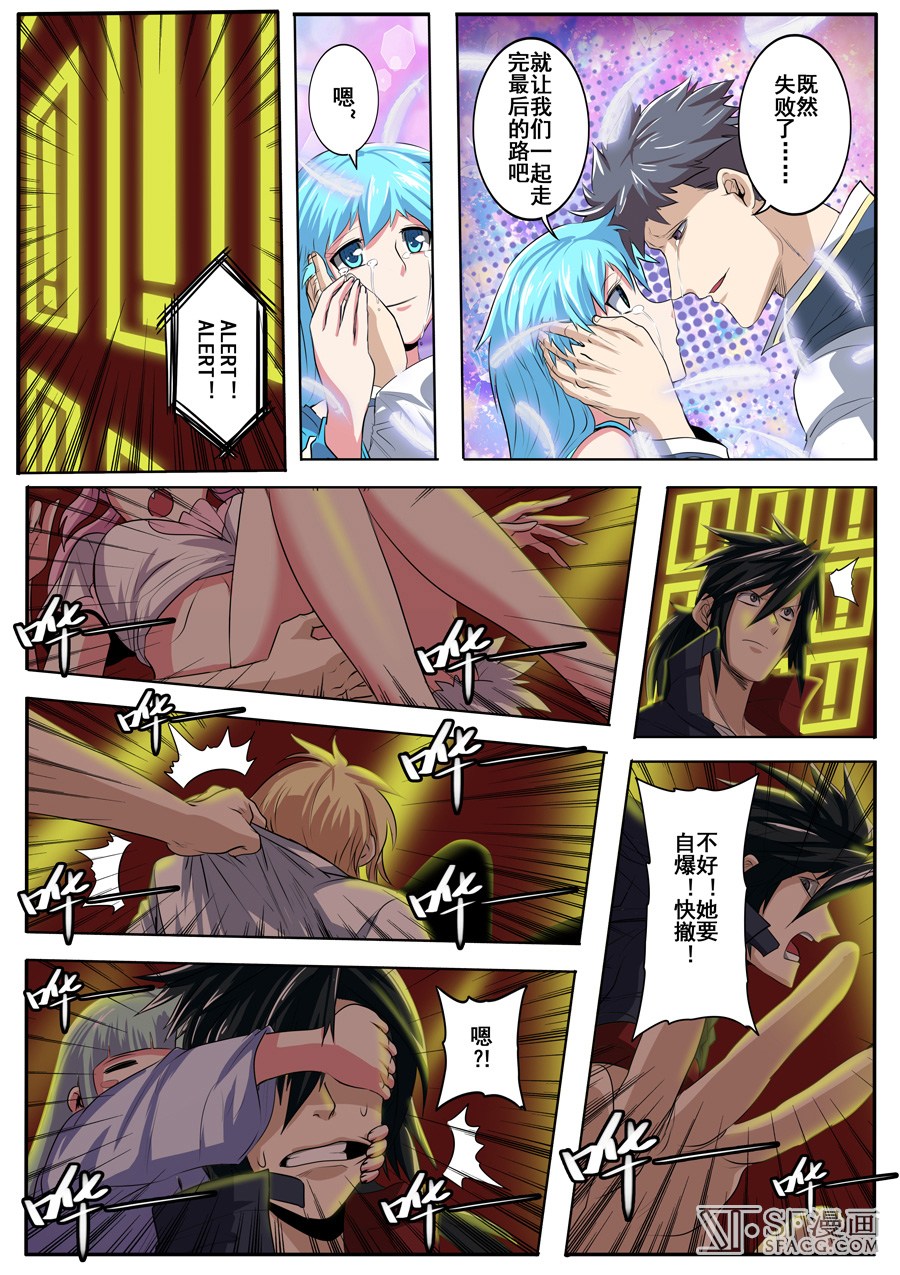 既然
失败了……
就让我们一起走
完最后的路吧
嗯~
ALERT!
ALERT!
哗
哗
哗
哗
哗
哗
不好！她要
自爆！快撤！
哗
哗
嗯?!
哗
哗
哗
SF漫画
SFACG.COM